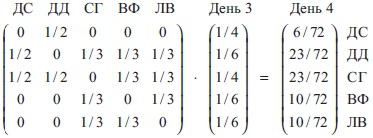 ДС ДД СГ ВФ ЛВ День 3 День 4
0 1/2 0 0 0 1/4 6/72 ДС
1/2 0 1/3 1/3 1/3 1/6 23/72 ДД
1/2 1/2 0 1/3 1/3 · 1/4 = 23/72 СГ
0 0 1/3 0 1/3 1/6 10/72 ВФ
0 0 1/3 1/3 0 1/6 10/72 ЛВ